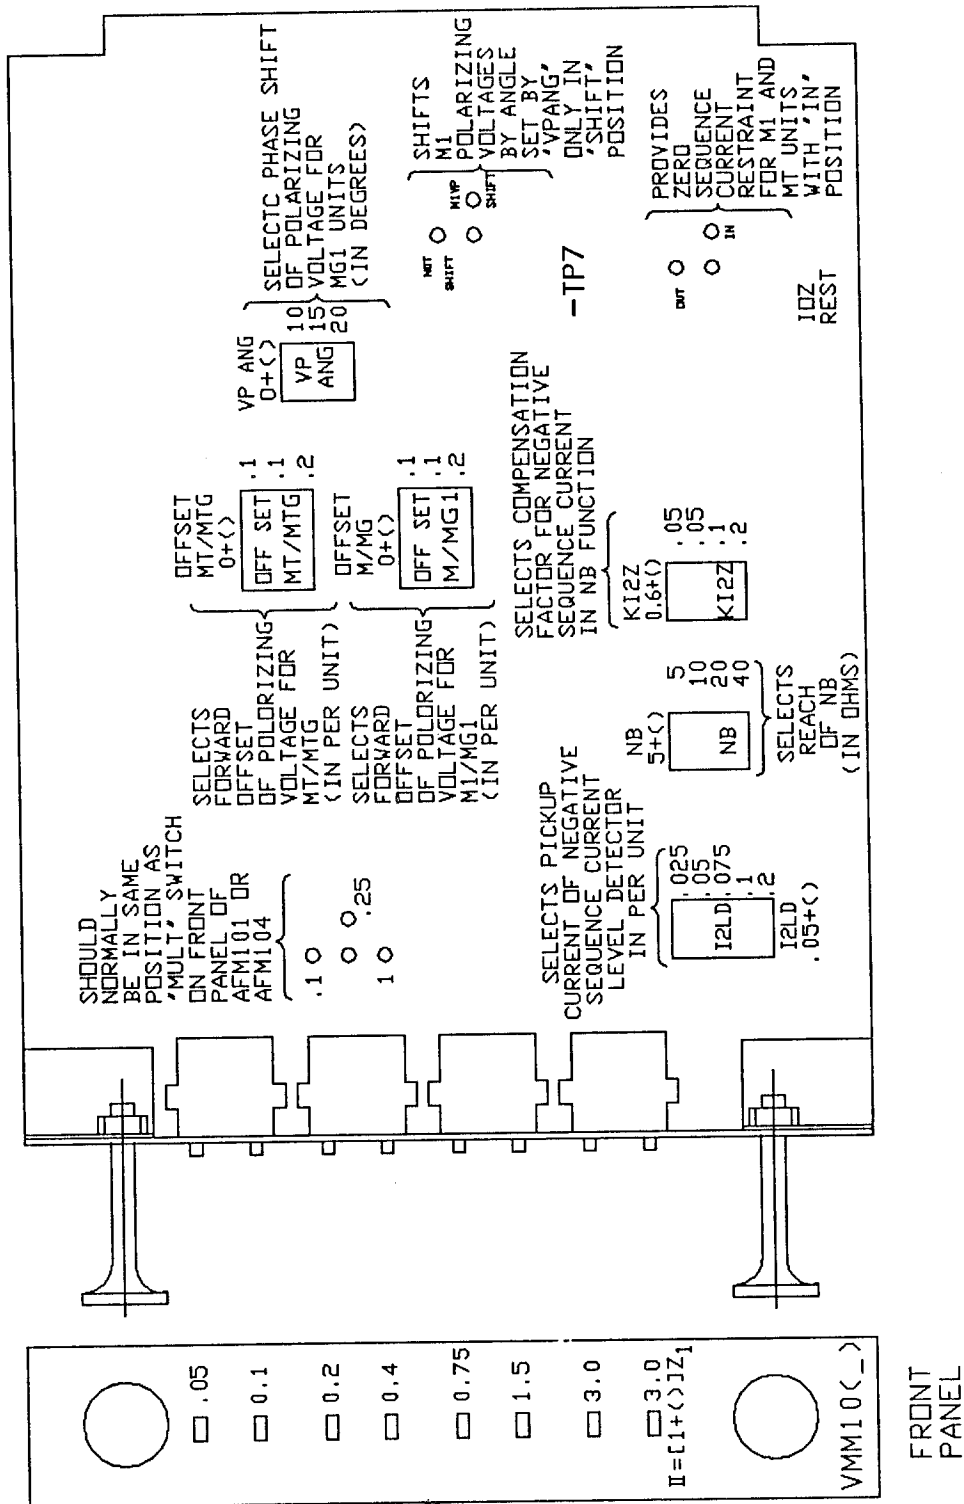 SHOULD
NORMALLY
BE IN SAME
POSITION AS
'MULT' SWITCH
ON FRONT
PANEL OF
AFM101 OR
AFM104
.1
.25
1
SELECTS
FORWARD
OFFSET
OF POLORIZING
VOLTAGE FOR
MT/MTG
(IN PER UNIT)
OFFSET
MT/MTG
0+()
OFF SET
MT/MTG
.1
.1
.2
SELECTS
FORWARD
OFFSET
OF POLARIZING
VOLTAGE FOR
M1/MG1
(IN PER UNIT)
OFFSET
M/MG
0+()
OFF SET
M/MG1
.1
.1
.2
VP ANG
0+()
VP
ANG
10
15
20
SELECTC PHASE SHIFT
OF POLARIZING
VOLTAGE FOR
MG1 UNITS
(IN DEGREES)
NOT
SHIFT
M1VP
SHIFT
SHIFTS
M1
POLARIZING
VOLTAGES
BY ANGLE
SET BY
'VPANG'
ONLY IN
'SHIFT'
POSITION
-TP7
SELECTS PICKUP
CURRENT OF NEGATIVE
SEQUENCE CURRENT
LEVEL DETECTOR
IN PER UNIT
.025
.05
.075
.1
.2
I2LD
I2LD
.05+()
NB
5+()
NB
5
10
20
40
SELECTS
REACH
OF NB
(IN OHMS)
SELECTS COMPENSATION
FACTOR FOR NEGATIVE
SEQUENCE CURRENT
IN NB FUNCTION
KI2Z
0.6+()
KI2Z
.05
.05
.1
.2
OUT
IN
IOZ
REST
PROVIDES
ZERO
SEQUENCE
CURRENT
RESTRAINT
FOR M1 AND
MT UNITS
WITH 'IN'
POSITION
.05
0.1
0.2
0.4
0.75
1.5
3.0
3.0
II=[1+()]Z1
VMM10(_)
FRONT
PANEL